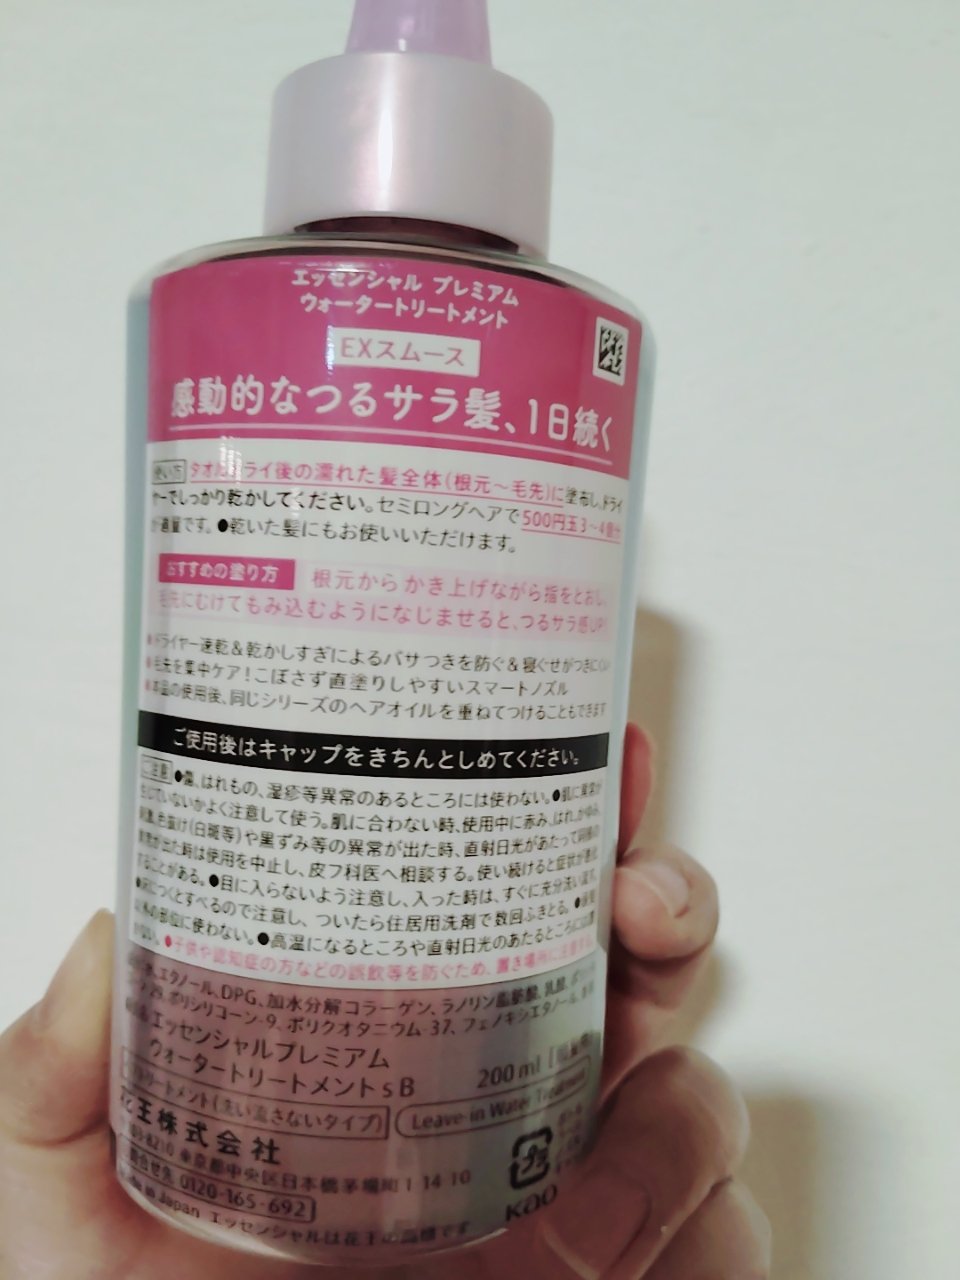 エッセンシャル プレミアム
ウォータートリートメント
EXスムース
感動的なつるサラ髪、1日続く
使い方 タオルドライ後の濡れた髪全体(根元～毛先)に塗布し、ドライ
ヤーでしっかり乾かしてください。セミロングヘアで500円玉3～4個分
が適量です。●乾いた髪にもお使いいただけます。
おすすめの塗り方 根元からかき上げながら指をとおし、
毛先にむけてもみ込むようになじませると、つるサラ感UP!
●ドライヤー速乾&乾かしすぎによるパサつきを防ぐ&寝ぐせがつきにくい
●毛先を集中ケア!こぼさず直塗りしやすいスマートノズル
●本品の使用後、同じシリーズのヘアオイルを重ねてつけることもできます
ご使用後はキャップをきちんとしめてください。
ご注意 ●傷、はれもの、湿疹等異常のあるところには使わない。●肌に異常が
生じていないかよく注意して使う。肌に合わない時、使用中に赤み、はれ、かゆみ、
刺激、色抜け(白斑等)や黒ずみ等の異常が出た時、直射日光があたって同様の
異常が出た時は使用を中止し、皮フ科医へ相談する。使い続けると症状が悪化
することがある。●目に入らないよう注意し、入った時は、すぐに充分洗い流す。
●床につくとすべるので注意し、ついたら住居用洗剤で数回ふきとる。●
以外の部位に使わない。●高温になるところや直射日光のあたるところには置
かない。●子供や認知症の方などの誤飲等を防ぐため、置き場所に注意する。
水、エタノール、DPG、加水分解コラーゲン、ラノリン脂肪酸、乳酸、
29、ポリシリコーン-9、ポリクオタニウム-37、フェノキシエタノール、香料
エッセンシャルプレミアム
ウォータートリートメントsB 200ml
トリートメント(洗い流さないタイプ) Leave-in Water Treatment
花王株式会社
103-8210 東京都中央区日本橋茅場町1-14-10
お問合せ先 0120-165-692
プラ
Kao
Made in Japan エッセンシャルは花王の商標です